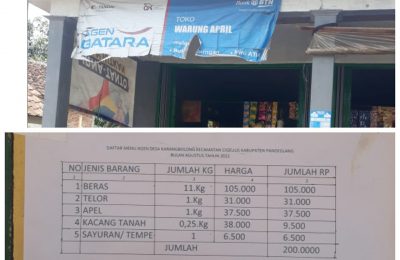 AGEN
BATARA
TOKO
WARUNG APRIL
Bank BTN
DAFTAR MENU AGEN DESA KARANGBOLONG KECAMATAN CIGEULIS KABUPATEN PANDEGLANG
BULAN AGUSTUS TAHUN 2022
NO JENIS BARANG JUMLAH KG HARGA JUMLAH RP
1 BERAS 11.Kg 105.000 105.000
2 TELOR 1.Kg 31.000 31.000
3 APEL 1.Kg 37.500 37.500
4 KACANG TANAH 0,25.Kg 38.000 9.500
5 SAYURAN/ TEMPE 1 6.500 6.500
JUMLAH 200.0000